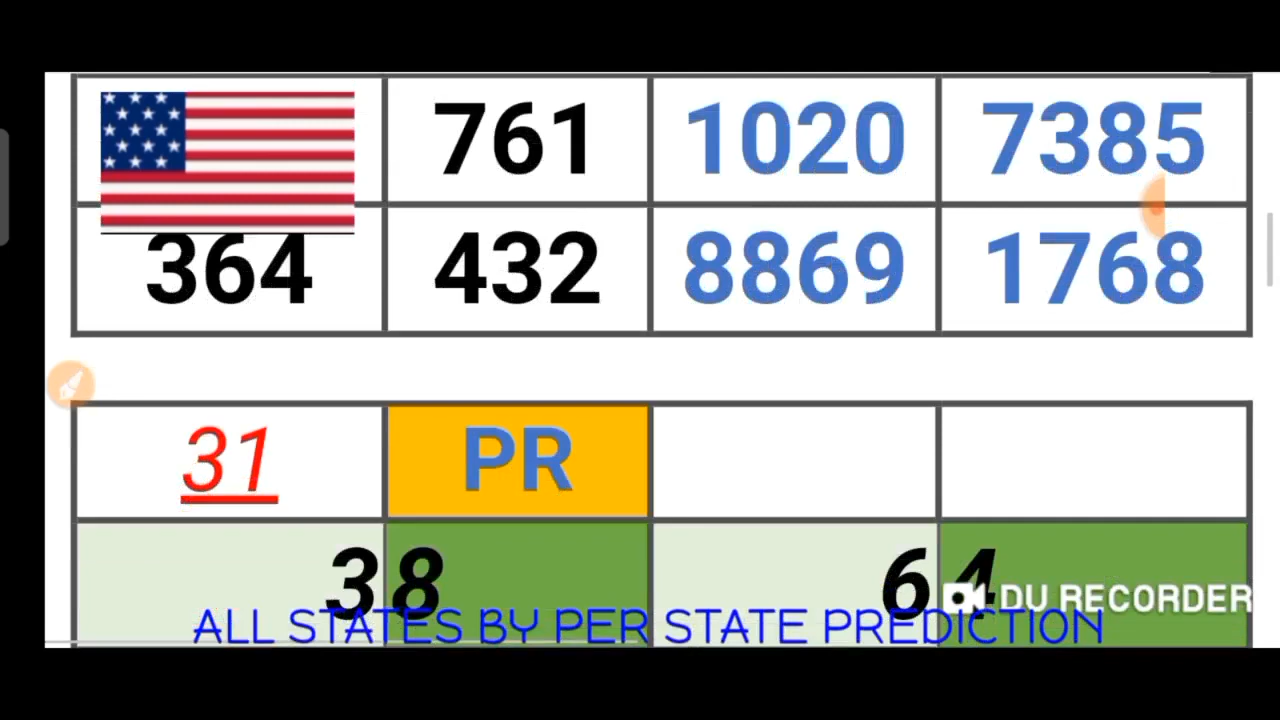 761 1020 7385
364 432 8869 1768
31 PR
38 64
DU RECORDER
ALL STATES BY PER STATE PREDICTION